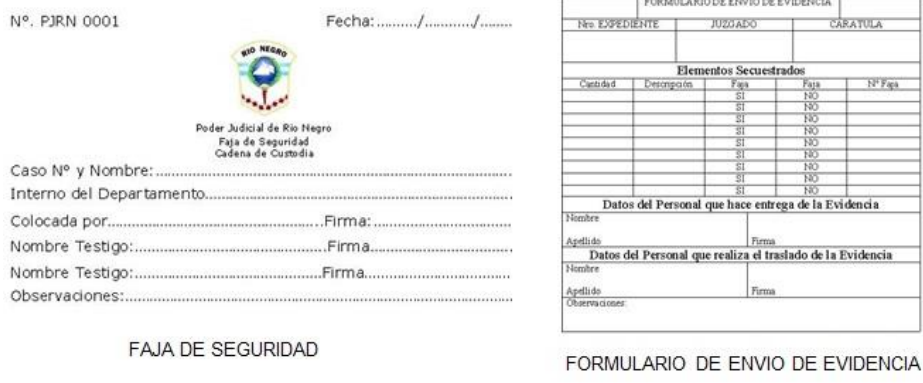 Nº. PJRN 0001 Fecha:........../.........../........
RIO NEGRO
Poder Judicial de Rio Negro
Faja de Seguridad
Cadena de Custodia
Caso Nº y Nombre:
Interno del Departamento
Colocada por Firma:
Nombre Testigo: Firma
Nombre Testigo: Firma
Observaciones:
FAJA DE SEGURIDAD
FORMULARIO DE ENVIO DE EVIDENCIA
Nro. EXPEDIENTE JUZGADO CARATULA
Elementos Secuestrados
Cantidad Descripción Faja Faja Nº Faja
SI NO
SI NO
SI NO
SI NO
SI NO
SI NO
SI NO
SI NO
SI NO
Datos del Personal que hace entrega de la Evidencia
Nombre
Apellido Firma
Datos del Personal que realiza el traslado de la Evidencia
Nombre
Apellido Firma
Observaciones:
FORMULARIO DE ENVIO DE EVIDENCIA